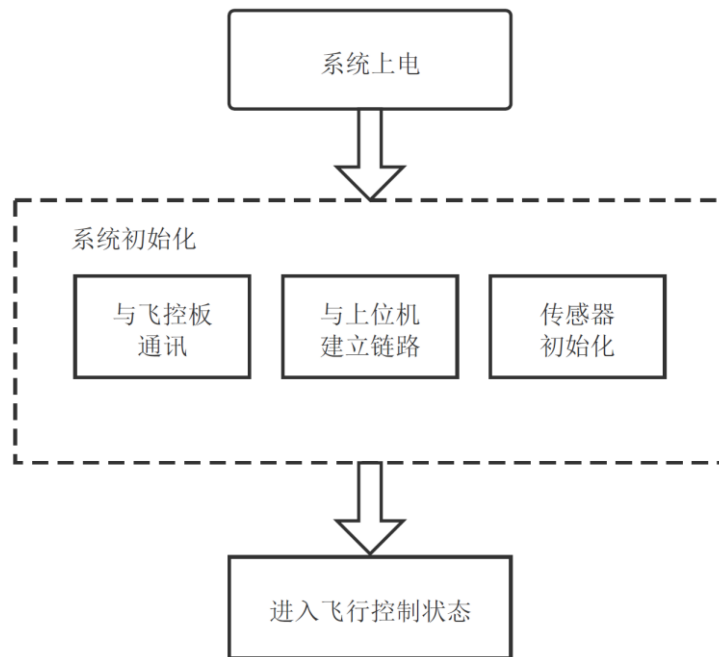 系统上电
系统初始化
与飞控板
通讯
与上位机
建立链路
传感器
初始化
进入飞行控制状态